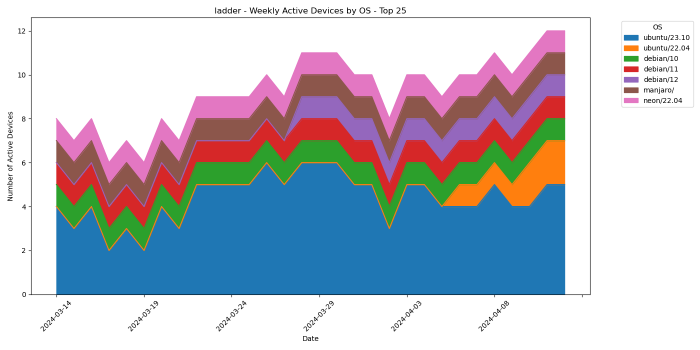 ladder - Weekly Active Devices by OS - Top 25
Number of Active Devices
12
10
8
6
4
2
0
2024-03-14
2024-03-19
2024-03-24
2024-03-29
2024-04-03
2024-04-08
Date
OS
ubuntu/23.10
ubuntu/22.04
debian/10
debian/11
debian/12
manjaro/
neon/22.04